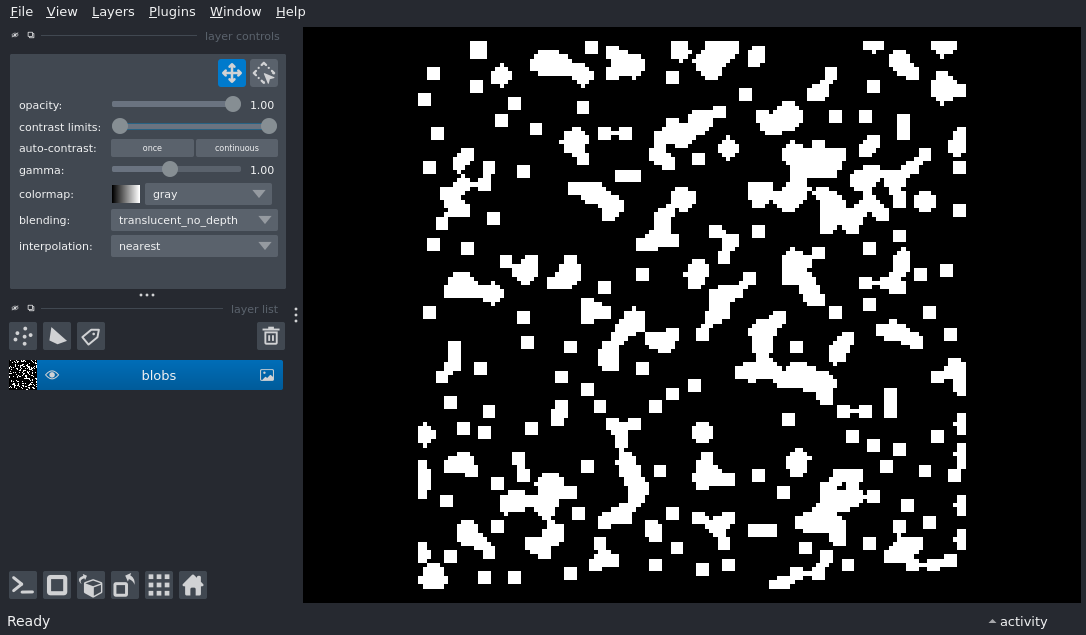 File View Layers Plugins Window Help
layer controls
opacity: 1.00
contrast limits:
auto-contrast: once continuous
gamma: 1.00
colormap: gray
blending: translucent_no_depth
interpolation: nearest
layer list
blobs
Ready activity